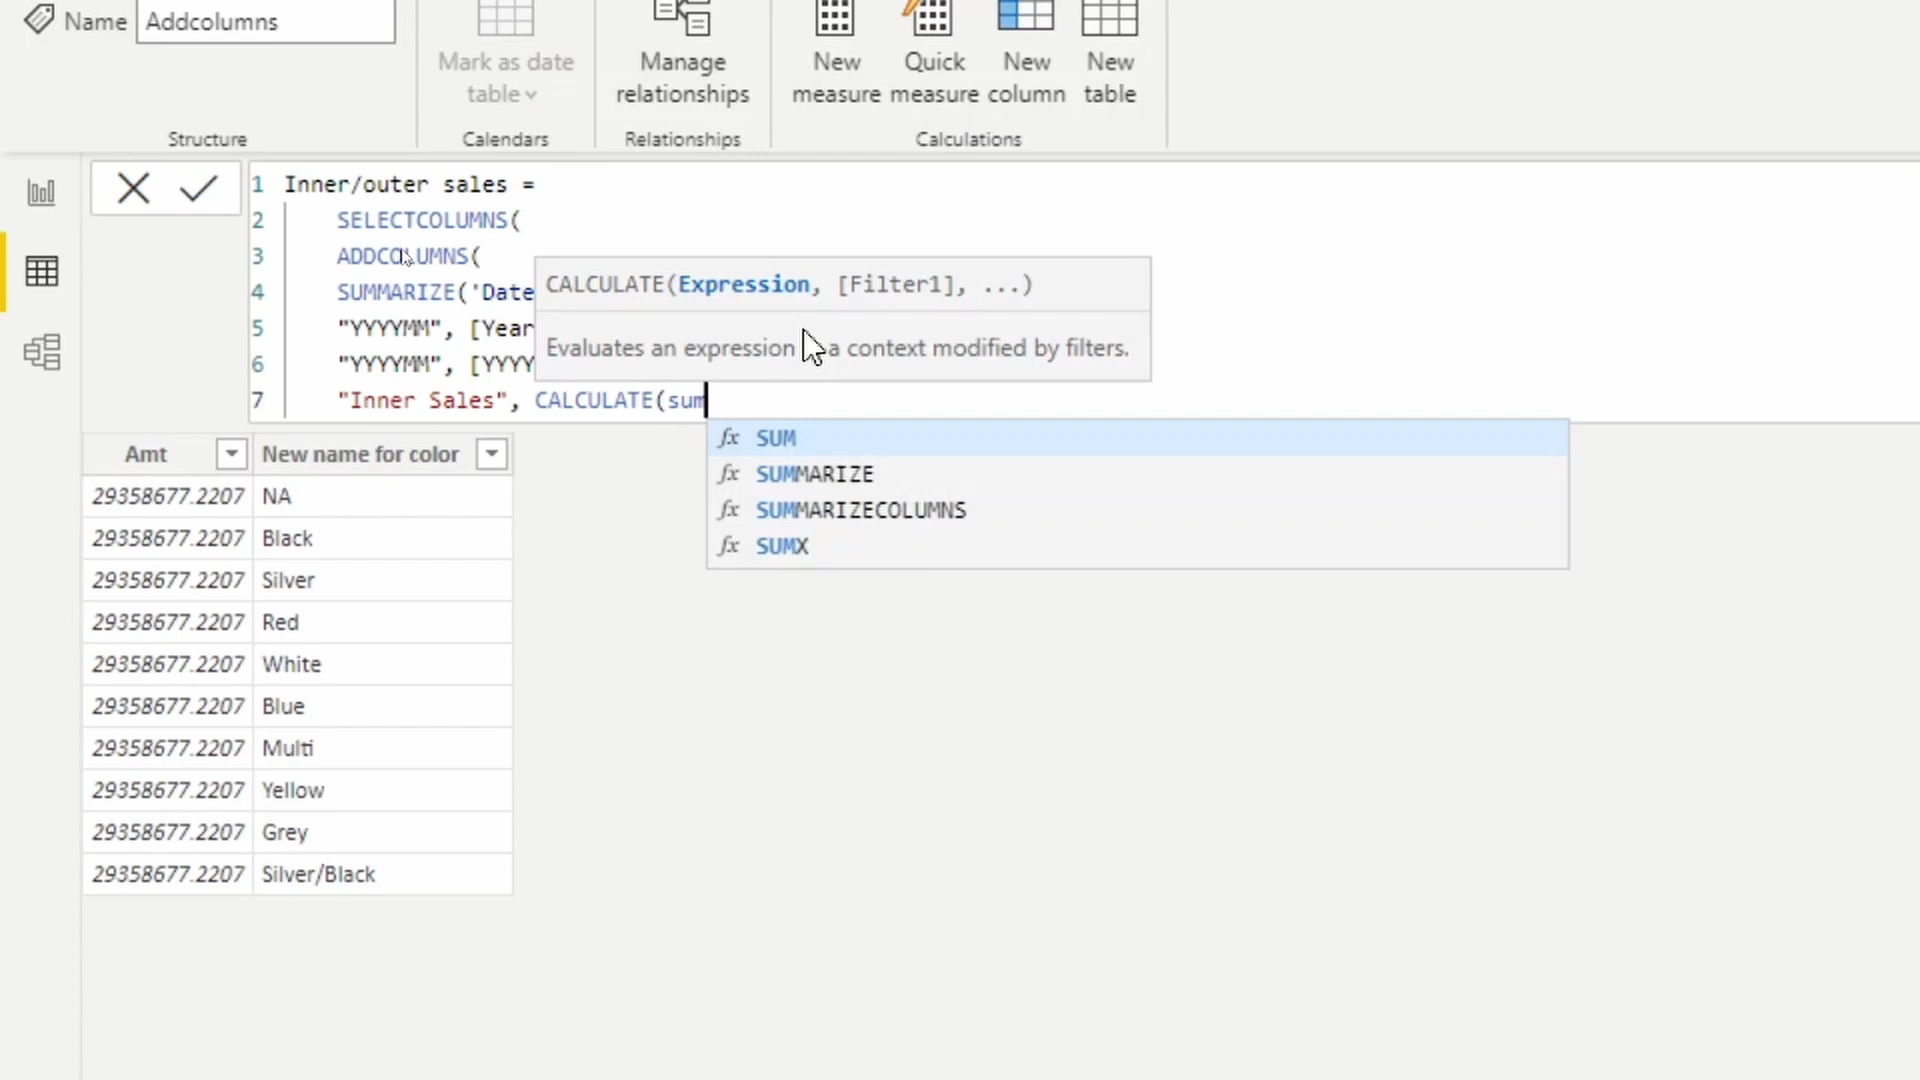 Name Addcolumns
Mark as date table
Manage relationships
New measure
Quick measure
New column
New table
Structure
Calendars
Relationships
Calculations
1 Inner/outer sales =
2 SELECTCOLUMNS(
3 ADDCOLUMNS(
4 SUMMARIZE('Date
5 "YYYYMM", [Year
6 "YYYYMM", [YYYY
7 "Inner Sales", CALCULATE(sum
CALCULATE(Expression, [Filter1], ...)
Evaluates an expression a context modified by filters.
fx SUM
fx SUMMARIZE
fx SUMMARIZECOLUMNS
fx SUMX
Amt New name for color
29358677.2207 NA
29358677.2207 Black
29358677.2207 Silver
29358677.2207 Red
29358677.2207 White
29358677.2207 Blue
29358677.2207 Multi
29358677.2207 Yellow
29358677.2207 Grey
29358677.2207 Silver/Black